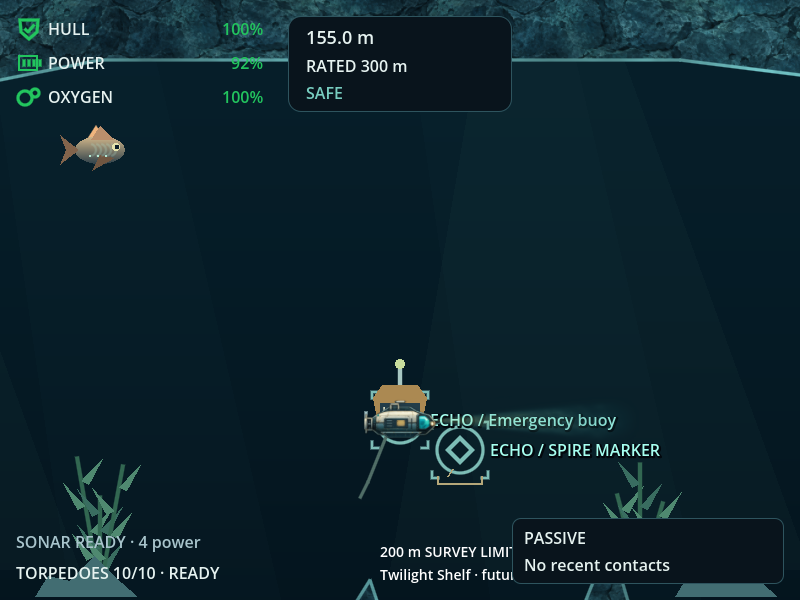 HULL 100%
POWER 92%
OXYGEN 100%
155.0 m
RATED 300 m
SAFE
ECHO / Emergency buoy
ECHO / SPIRE MARKER
SONAR READY · 4 power
TORPEDOES 10/10 · READY
200 m SURVEY LIMIT
Twilight Shelf · futu
PASSIVE
No recent contacts